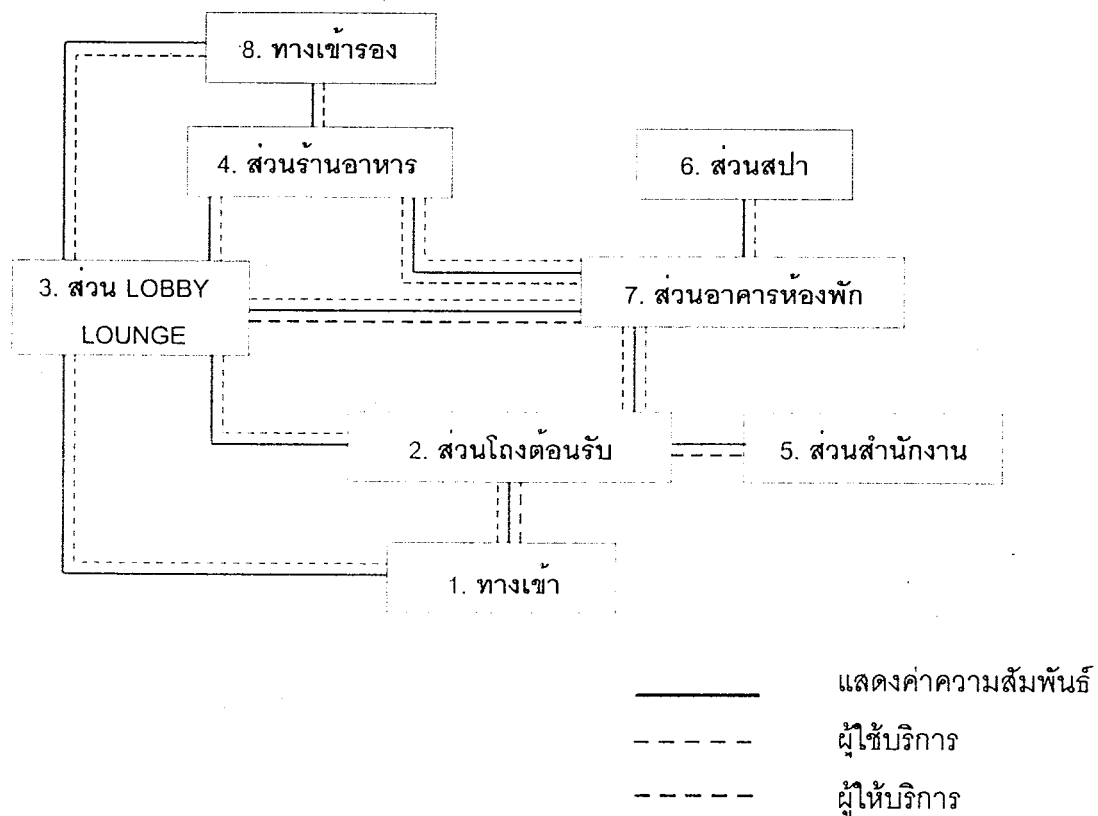 8. ทางเข้ารอง
4. ส่วนร้านอาหาร
6. ส่วนสปา
3. ส่วน LOBBY
LOUNGE
7. ส่วนอาคารห้องพัก
2. ส่วนโถงต้อนรับ
5. ส่วนสำนักงาน
1. ทางเข้า
แสดงค่าความสัมพันธ์
ผู้ใช้บริการ
ผู้ให้บริการ